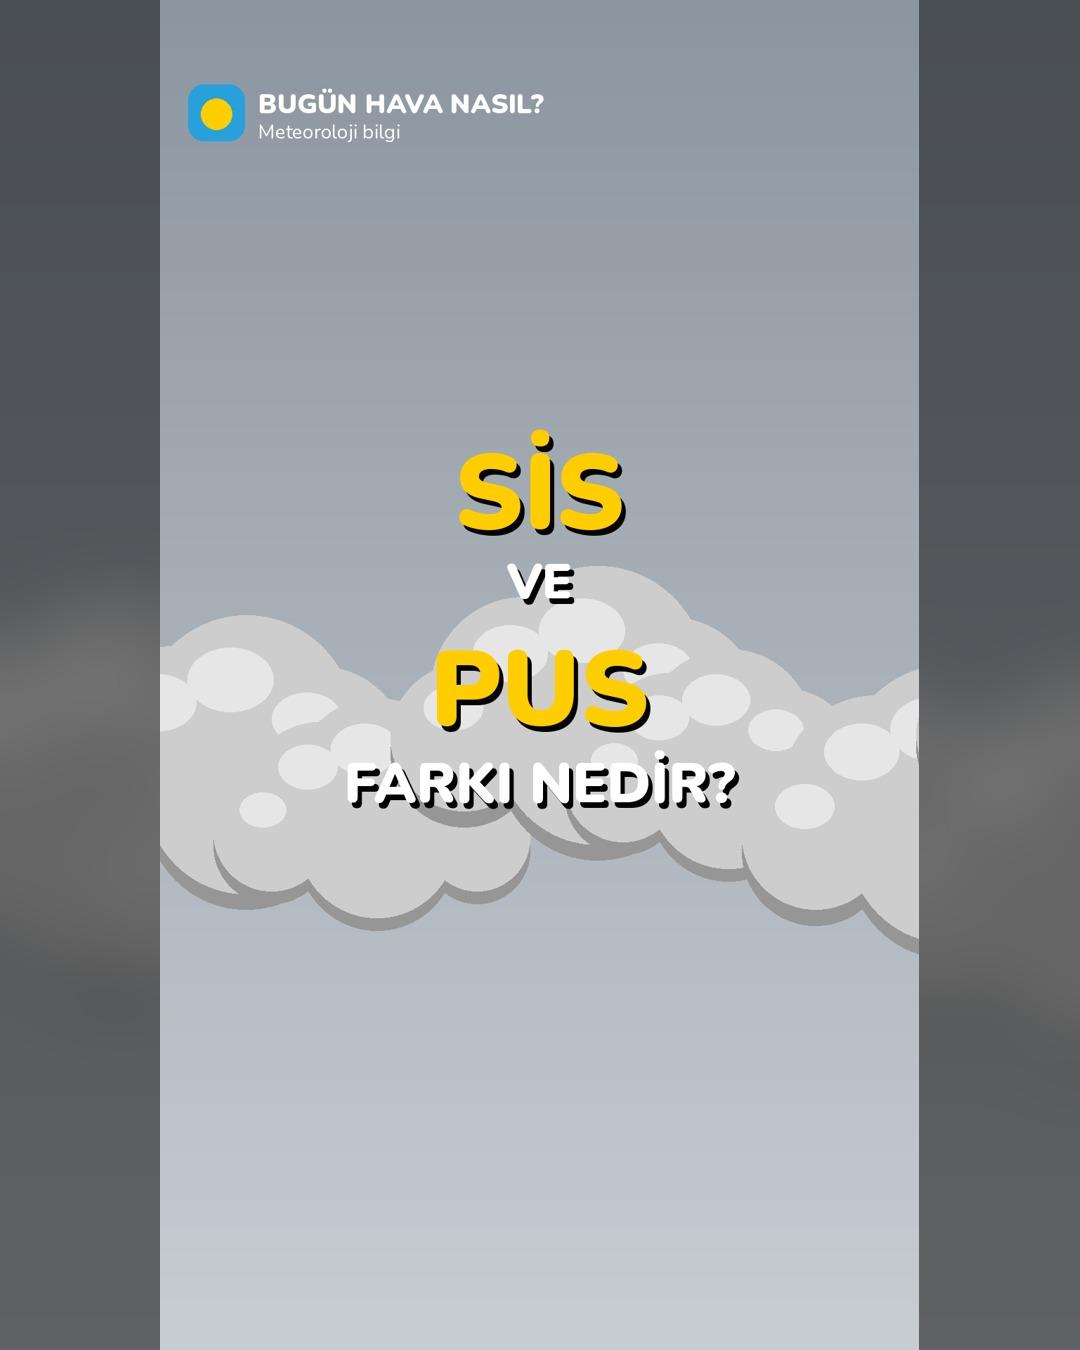 BUGÜN HAVA NASIL?
Meteoroloji bilgi
SİS
VE
PUS
FARKI NEDİR?